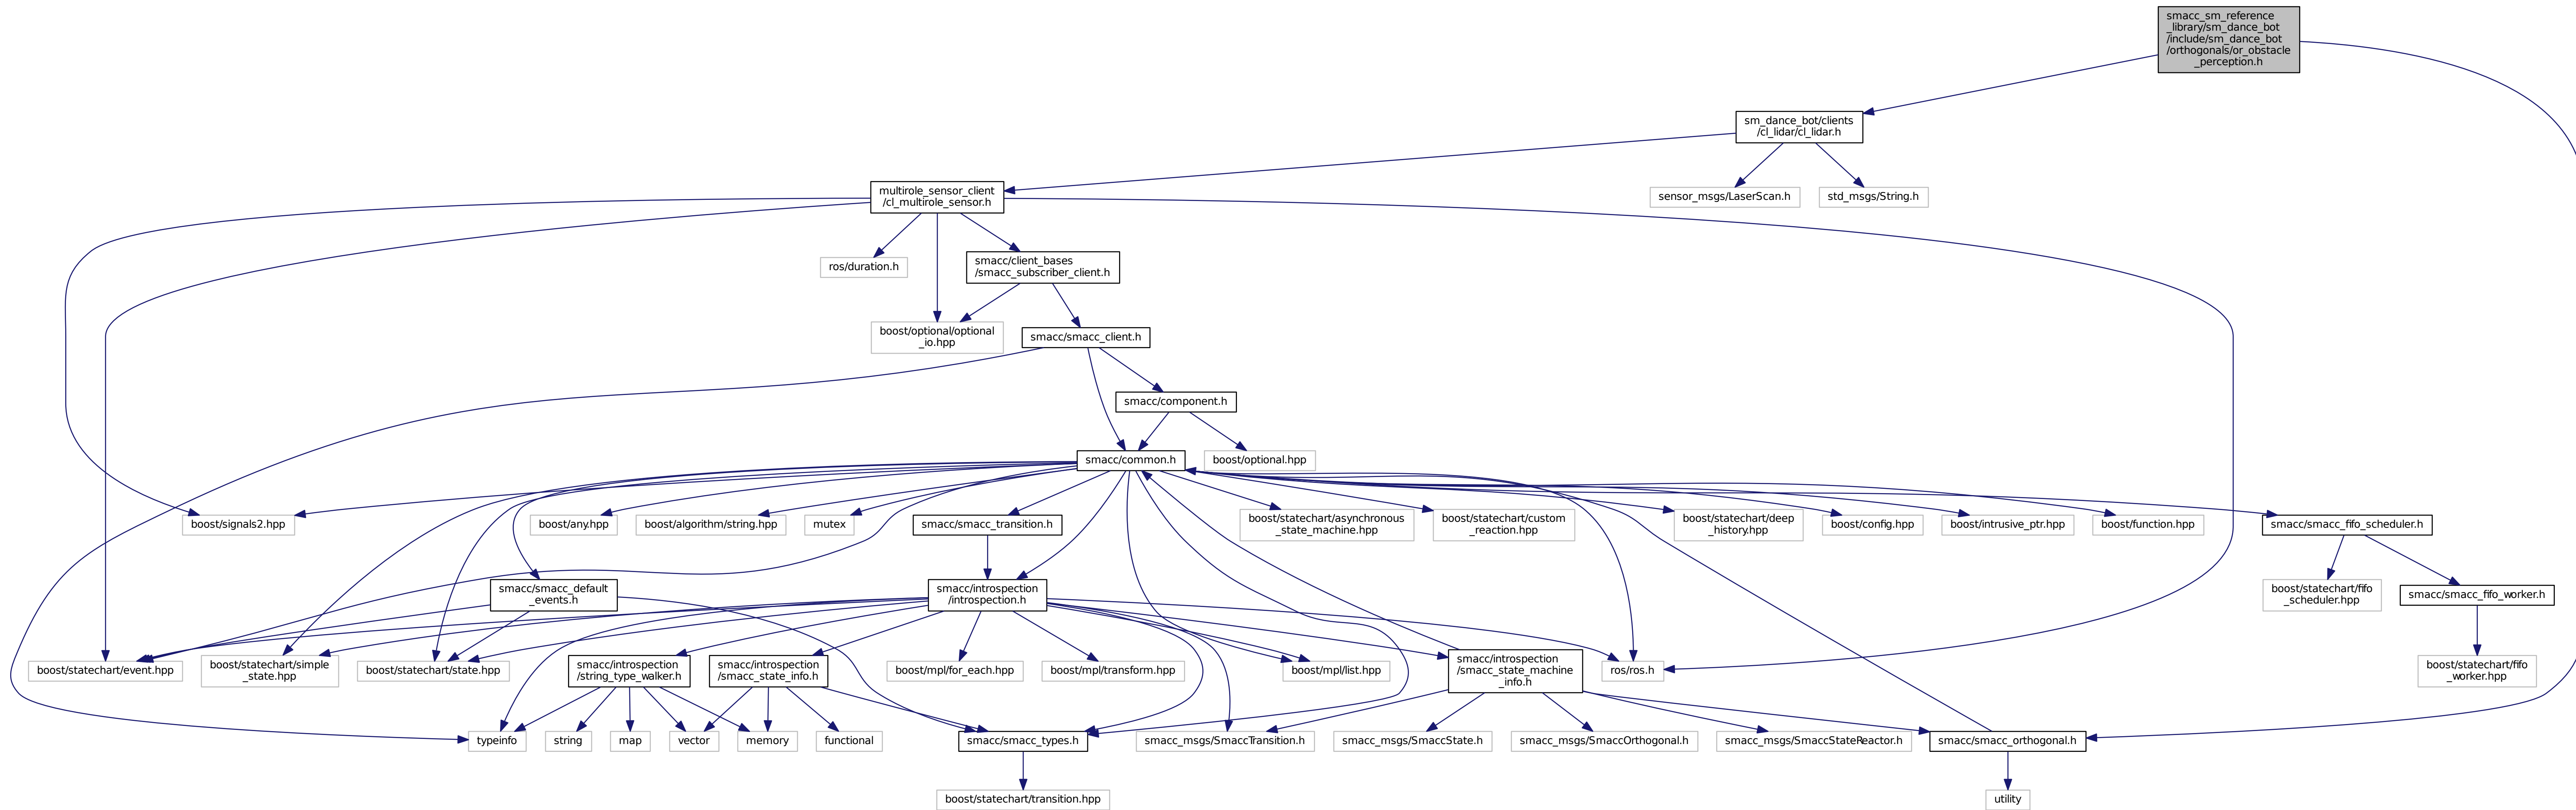 smacc_sm_reference
_library/sm_dance_bot
/include/sm_dance_bot
/orthogonals/or_obstacle
_perception.h
sm_dance_bot/clients
/cl_lidar/cl_lidar.h
multirole_sensor_client
/cl_multirole_sensor.h
sensor_msgs/LaserScan.h
std_msgs/String.h
ros/duration.h
smacc/client_bases
/smacc_subscriber_client.h
boost/optional/optional
_io.hpp
smacc/smacc_client.h
smacc/component.h
smacc/common.h
boost/optional.hpp
boost/signals2.hpp
boost/any.hpp
boost/algorithm/string.hpp
mutex
smacc/smacc_transition.h
boost/statechart/asynchronous
_state_machine.hpp
boost/statechart/custom
_reaction.hpp
boost/statechart/deep
_history.hpp
boost/config.hpp
boost/intrusive_ptr.hpp
boost/function.hpp
smacc/smacc_fifo_scheduler.h
smacc/smacc_default
_events.h
smacc/introspection
/introspection.h
boost/statechart/fifo
_scheduler.hpp
smacc/smacc_fifo_worker.h
boost/statechart/event.hpp
boost/statechart/simple
_state.hpp
boost/statechart/state.hpp
smacc/introspection
/string_type_walker.h
smacc/introspection
/smacc_state_info.h
boost/mpl/for_each.hpp
boost/mpl/transform.hpp
boost/mpl/list.hpp
smacc/introspection
/smacc_state_machine
_info.h
ros/ros.h
boost/statechart/fifo
_worker.hpp
typeinfo
string
map
vector
memory
functional
smacc/smacc_types.h
smacc_msgs/SmaccTransition.h
smacc_msgs/SmaccState.h
smacc_msgs/SmaccOrthogonal.h
smacc_msgs/SmaccStateReactor.h
smacc/smacc_orthogonal.h
boost/statechart/transition.hpp
utility